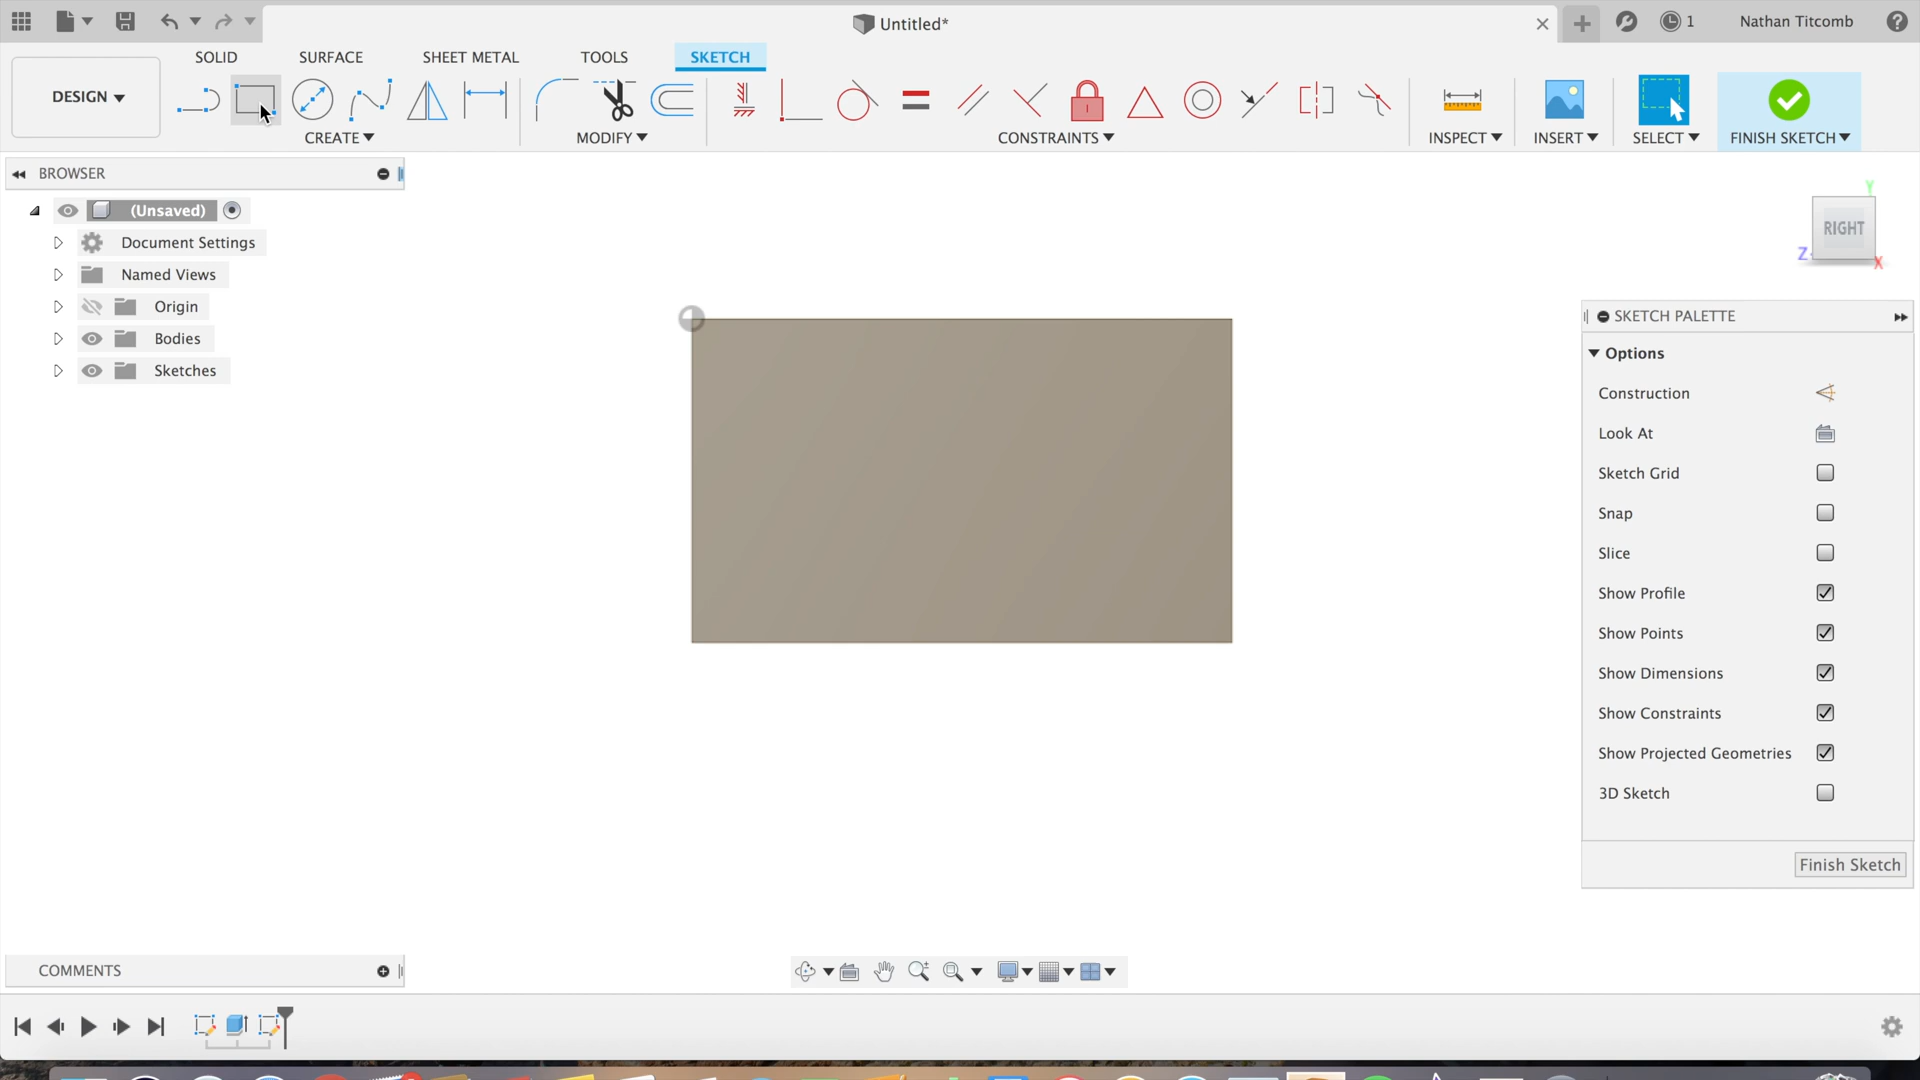 Untitled*
1
Nathan Titcomb
SOLID
SURFACE
SHEET METAL
TOOLS
SKETCH
DESIGN
CREATE
MODIFY
CONSTRAINTS
INSPECT
INSERT
SELECT
FINISH SKETCH
BROWSER
(Unsaved)
Document Settings
Named Views
Origin
Bodies
Sketches
Y
RIGHT
Z
X
SKETCH PALETTE
Options
Construction
Look At
Sketch Grid
Snap
Slice
Show Profile
Show Points
Show Dimensions
Show Constraints
Show Projected Geometries
3D Sketch
Finish Sketch
COMMENTS